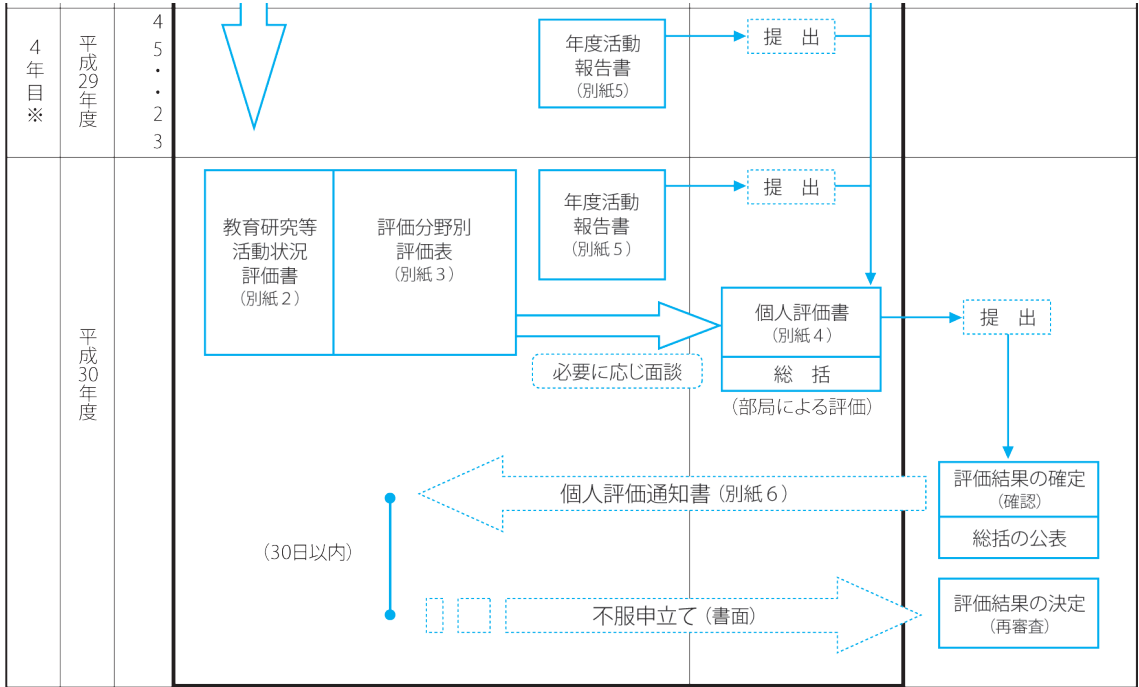 4年目※
平成29年度
4
5
・
・
2
3
年度活動
報告書
(別紙5)
提 出
平成30年度
教育研究等
活動状況
評価書
(別紙２)
評価分野別
評価表
(別紙３)
年度活動
報告書
(別紙５)
提 出
個人評価書
(別紙４)
総 括
(部局による評価)
提 出
必要に応じ面談
個人評価通知書（別紙６）
評価結果の確定
(確認)
総括の公表
(30日以内)
不服申立て（書面）
評価結果の決定
(再審査)